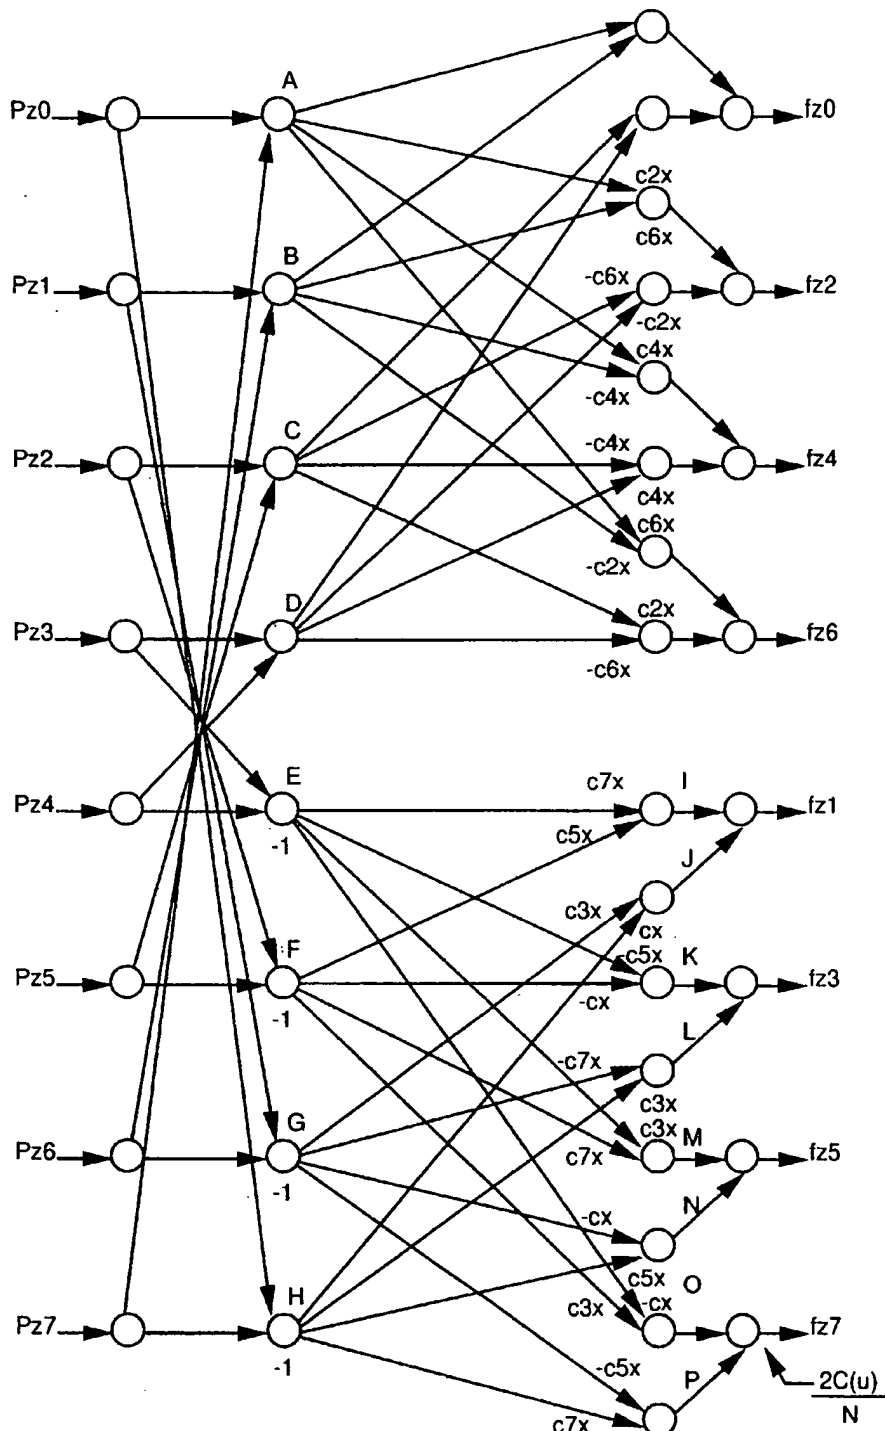 A
Pz0
fz0
c2x
c6x
B
Pz1
-c6x
fz2
-c2x
c4x
-c4x
C
Pz2
-c4x
fz4
c4x
c6x
-c2x
D
Pz3
c2x
fz6
-c6x
E
Pz4
c7x
I
fz1
-1
c5x
J
c3x
cx
F
-c5x
K
Pz5
-cx
fz3
-1
L
-c7x
c3x
G
c3x
M
Pz6
c7x
fz5
-1
N
-cx
H
c5x
O
-cx
c3x
Pz7
fz7
-1
-c5x
P
2C(u)
N
c7x